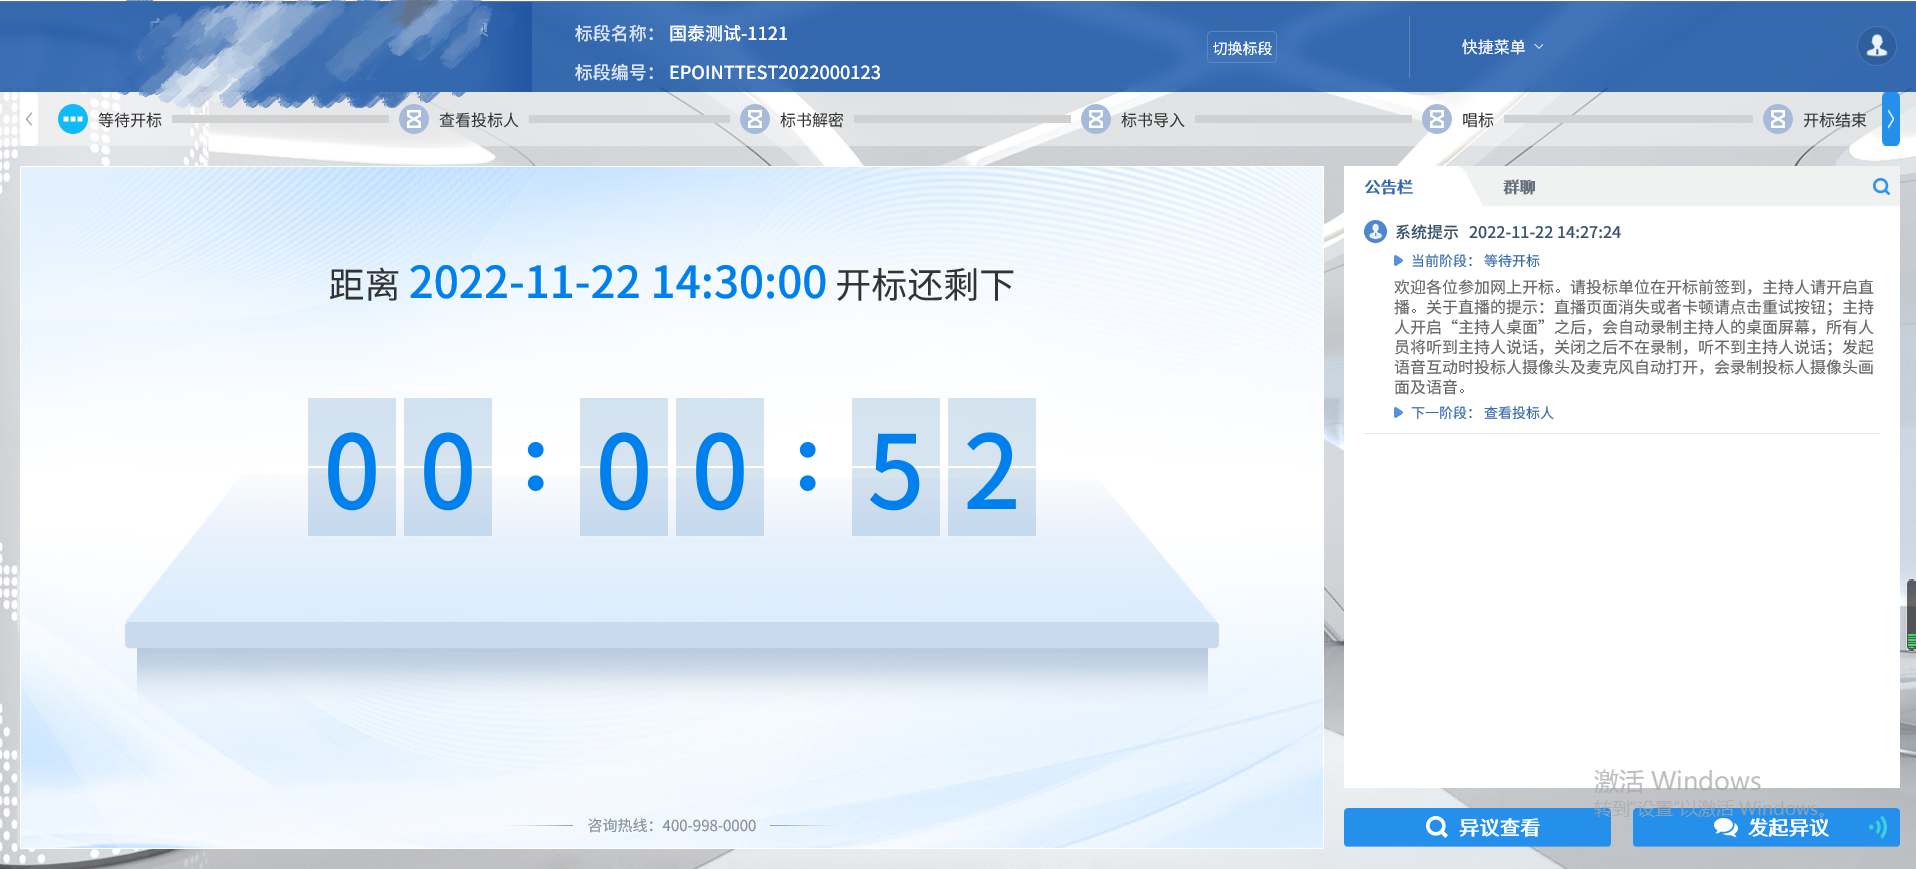 标段名称： 国泰测试-1121
标段编号： EPOINTTEST2022000123
切换标段
快捷菜单
等待开标
查看投标人
标书解密
标书导入
唱标
开标结束
距离 2022-11-22 14:30:00 开标还剩下
00:00:52
咨询热线：400-998-0000
公告栏
群聊
系统提示 2022-11-22 14:27:24
当前阶段： 等待开标
欢迎各位参加网上开标。请投标单位在开标前签到，主持人请开启直
播。关于直播的提示：直播页面消失或者卡顿请点击重试按钮；主持
人开启“主持人桌面”之后，会自动录制主持人的桌面屏幕，所有人
员将听到主持人说话，关闭之后不在录制，听不到主持人说话；发起
语音互动时投标人摄像头及麦克风自动打开，会录制投标人摄像头画
面及语音。
下一阶段： 查看投标人
激活 Windows
转到“设置”以激活 Windows。
异议查看
发起异议